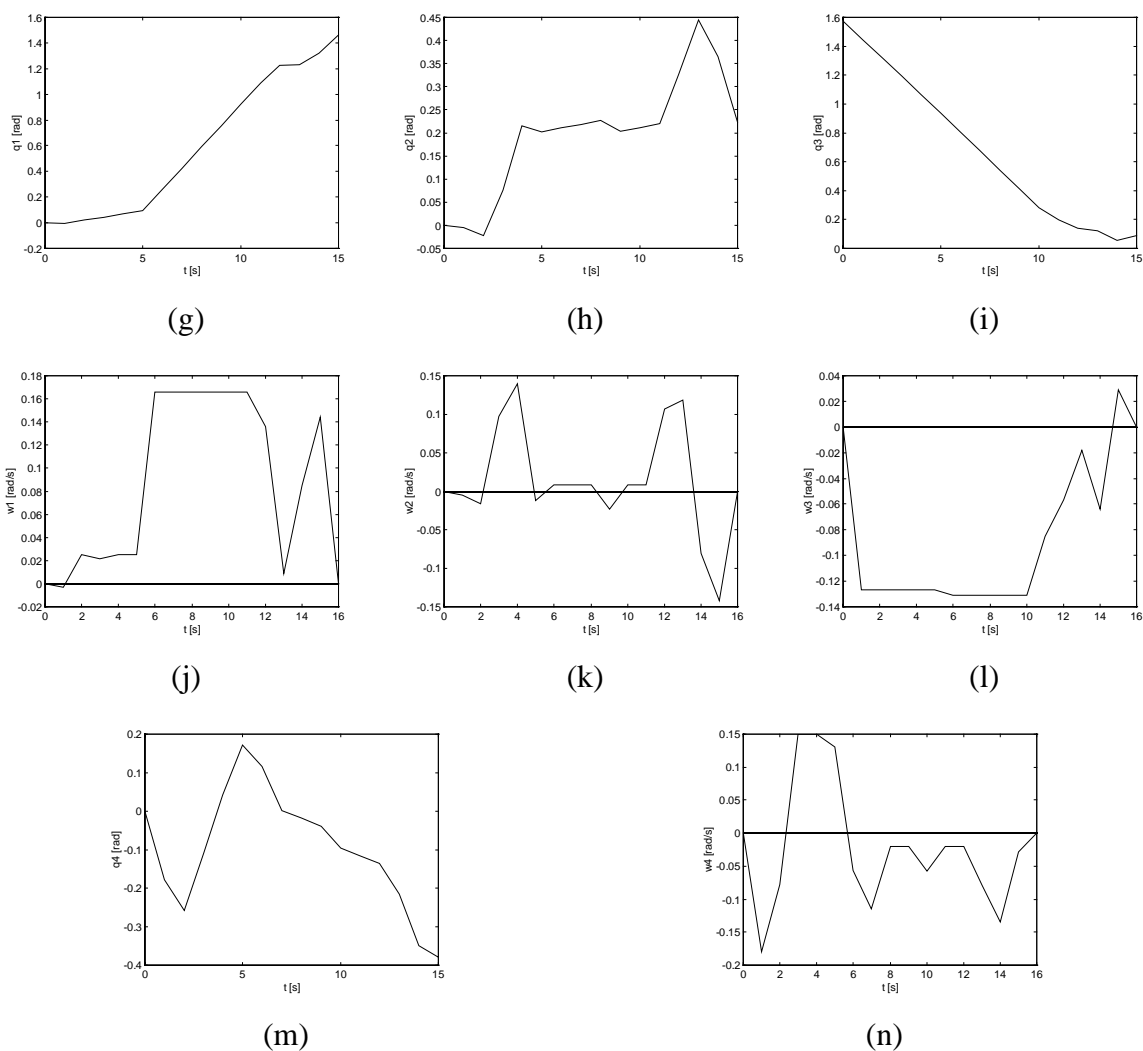 1.6
1.4
1.2
1
0.8
0.6
0.4
0.2
0
-0.2
q1 [rad]
0 5 10 15
t [s]
(g)
0.45
0.4
0.35
0.3
0.25
0.2
0.15
0.1
0.05
0
-0.05
q2 [rad]
0 5 10 15
t [s]
(h)
1.6
1.4
1.2
1
0.8
0.6
0.4
0.2
0
q3 [rad]
0 5 10 15
t [s]
(i)
0.18
0.16
0.14
0.12
0.1
0.08
0.06
0.04
0.02
0
-0.02
w1 [rad/s]
0 2 4 6 8 10 12 14 16
t [s]
(j)
0.15
0.1
0.05
0
-0.05
-0.1
-0.15
w2 [rad/s]
0 2 4 6 8 10 12 14 16
t [s]
(k)
0.04
0.02
0
-0.02
-0.04
-0.06
-0.08
-0.1
-0.12
-0.14
w3 [rad/s]
0 2 4 6 8 10 12 14 16
t [s]
(l)
0.2
0.1
0
-0.1
-0.2
-0.3
-0.4
q4 [rad]
0 5 10 15
t [s]
(m)
0.15
0.1
0.05
0
-0.05
-0.1
-0.15
-0.2
w4 [rad/s]
0 2 4 6 8 10 12 14 16
t [s]
(n)